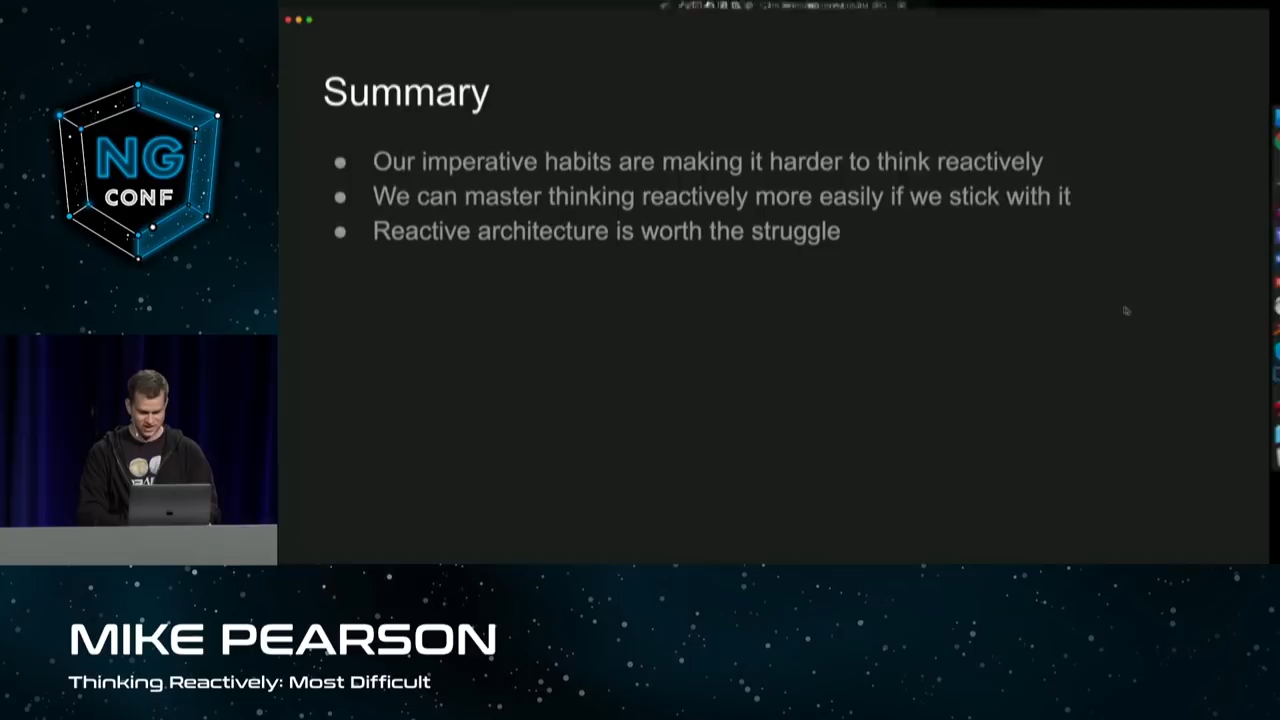 NG
CONF
Summary
● Our imperative habits are making it harder to think reactively
● We can master thinking reactively more easily if we stick with it
● Reactive architecture is worth the struggle
MIKE PEARSON
Thinking Reactively: Most Difficult